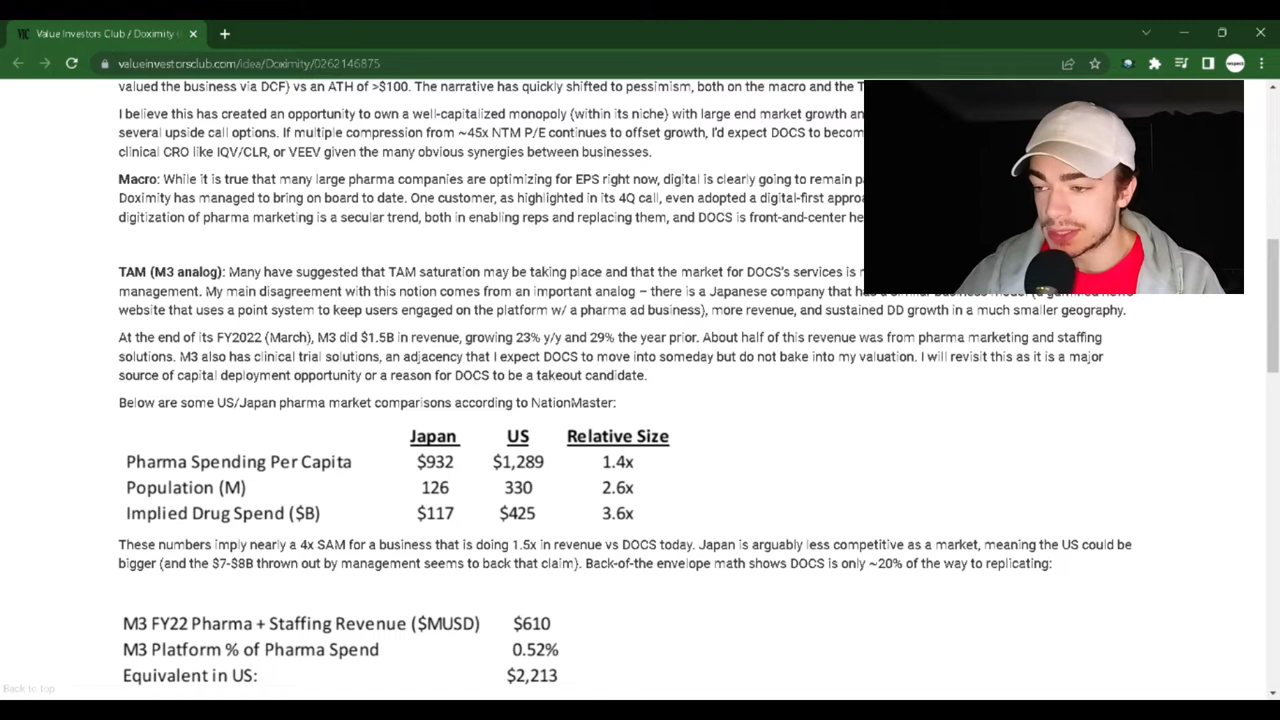 Value Investors Club / Doximity (
valueinvestorsclub.com/idea/Doximity/0262146875
valued the business via DCF) vs an ATH of >$100. The narrative has quickly shifted to pessimism, both on the macro and the T
I believe this has created an opportunity to own a well-capitalized monopoly (within its niche) with large end market growth an
several upside call options. If multiple compression from ~45x NTM P/E continues to offset growth, I'd expect DOCS to becom
clinical CRO like IQV/CLR, or VEEV given the many obvious synergies between businesses.
Macro: While it is true that many large pharma companies are optimizing for EPS right now, digital is clearly going to remain p
Doximity has managed to bring on board to date. One customer, as highlighted in its 4Q call, even adopted a digital-first approa
digitization of pharma marketing is a secular trend, both in enabling reps and replacing them, and DOCS is front-and-center he
TAM (M3 analog): Many have suggested that TAM saturation may be taking place and that the market for DOCS's services is
management. My main disagreement with this notion comes from an important analog – there is a Japanese company that
website that uses a point system to keep users engaged on the platform w/ a pharma ad business), more revenue, and sustained DD growth in a much smaller geography.
At the end of its FY2022 (March), M3 did $1.5B in revenue, growing 23% y/y and 29% the year prior. About half of this revenue was from pharma marketing and staffing
solutions. M3 also has clinical trial solutions, an adjacency that I expect DOCS to move into someday but do not bake into my valuation. I will revisit this as it is a major
source of capital deployment opportunity or a reason for DOCS to be a takeout candidate.
Below are some US/Japan pharma market comparisons according to NationMaster:
Japan US Relative Size
Pharma Spending Per Capita $932 $1,289 1.4x
Population (M) 126 330 2.6x
Implied Drug Spend ($B) $117 $425 3.6x
These numbers imply nearly a 4x SAM for a business that is doing 1.5x in revenue vs DOCS today. Japan is arguably less competitive as a market, meaning the US could be
bigger (and the $7-$8B thrown out by management seems to back that claim). Back-of-the envelope math shows DOCS is only ~20% of the way to replicating:
M3 FY22 Pharma + Staffing Revenue ($MUSD) $610
M3 Platform % of Pharma Spend 0.52%
Equivalent in US: $2,213
Back to top